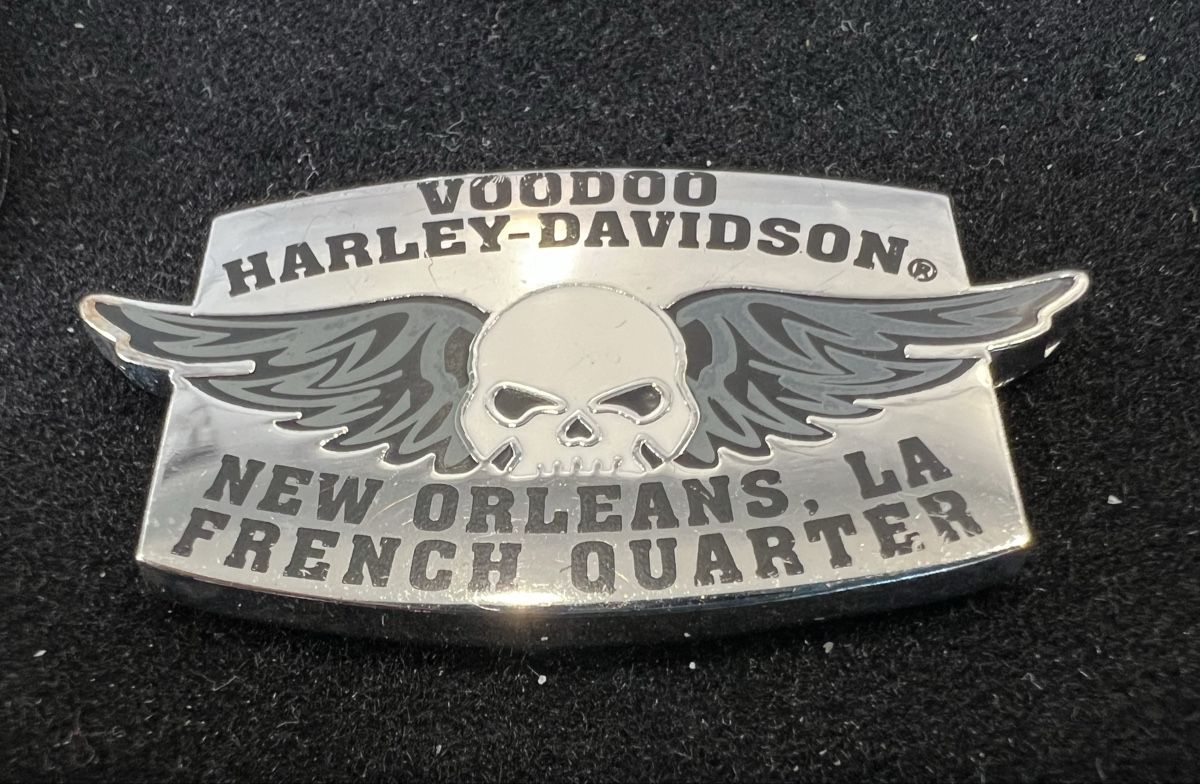 VOODOO
HARLEY-DAVIDSON®
NEW ORLEANS, LA
FRENCH QUARTER